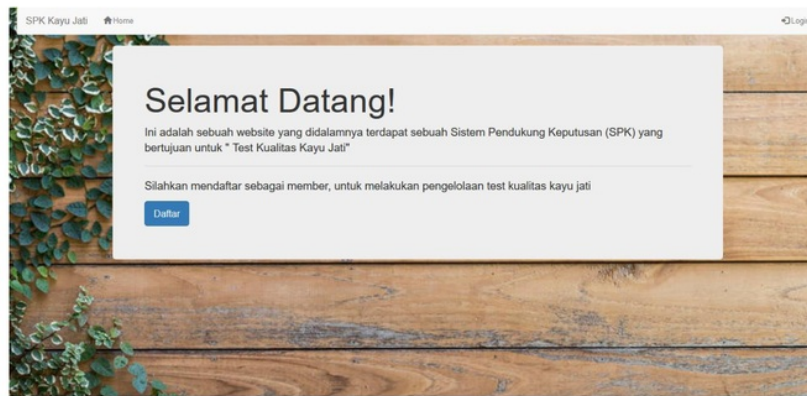 SPK Kayu Jati Home Login
Selamat Datang!
Ini adalah sebuah website yang didalamnya terdapat sebuah Sistem Pendukung Keputusan (SPK) yang
bertujuan untuk " Test Kualitas Kayu Jati"
Silahkan mendaftar sebagai member, untuk melakukan pengelolaan test kualitas kayu jati
Daftar